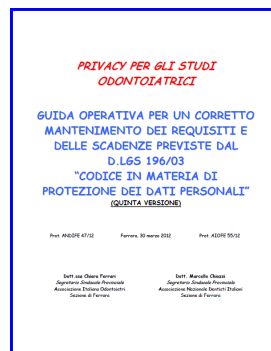 PRIVACY PER GLI STUDI
ODONTOIATRICI
GUIDA OPERATIVA PER UN CORRETTO
MANTENIMENTO DEI REQUISITI E
DELLE SCADENZE PREVISTE DAL
D.LGS 196/03
“CODICE IN MATERIA DI
PROTEZIONE DEI DATI PERSONALI”
(QUINTA VERSIONE)
Prot. ANDIFE 47/12 Ferrara, 30 marzo 2012 Prot. AIOFE 55/12
Dott.ssa Chiara Ferrari Dott. Marcello Chiozzi
Segretario Sindacale Provinciale Segretario Sindacale Provinciale
Associazione Italiana Odontoiatri Associazione Nazionale Dentisti Italiani
Sezione di Ferrara Sezione di Ferrara